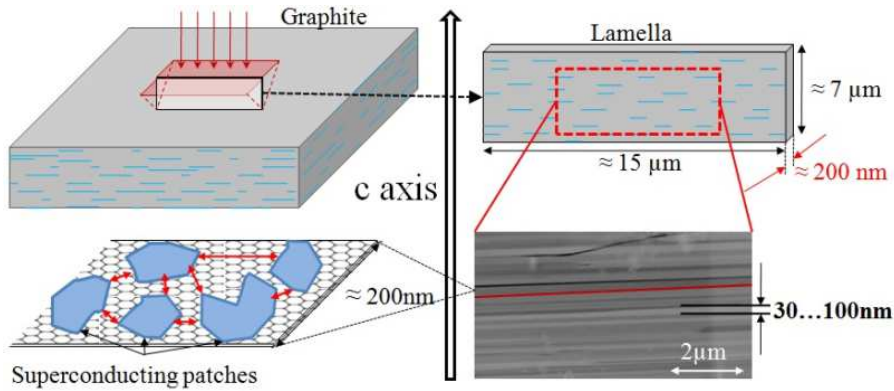 Graphite
Lamella
≈ 7 μm
≈ 15 μm
≈ 200 nm
c axis
≈ 200nm
30...100nm
2μm
Superconducting patches